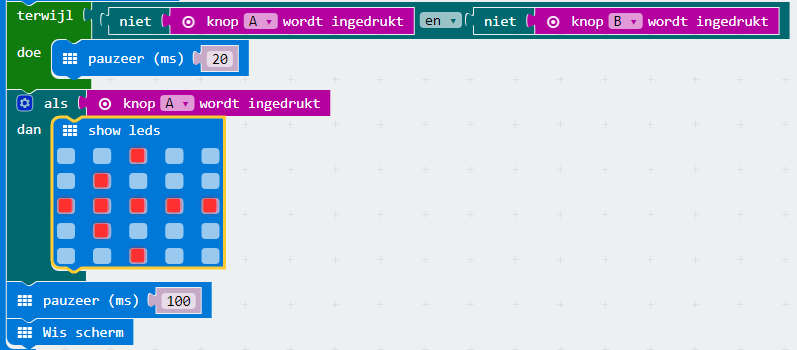 terwijl niet knop A wordt ingedrukt en niet knop B wordt ingedrukt
doe pauzeer (ms) 20
als knop A wordt ingedrukt
dan show leds
pauzeer (ms) 100
Wis scherm